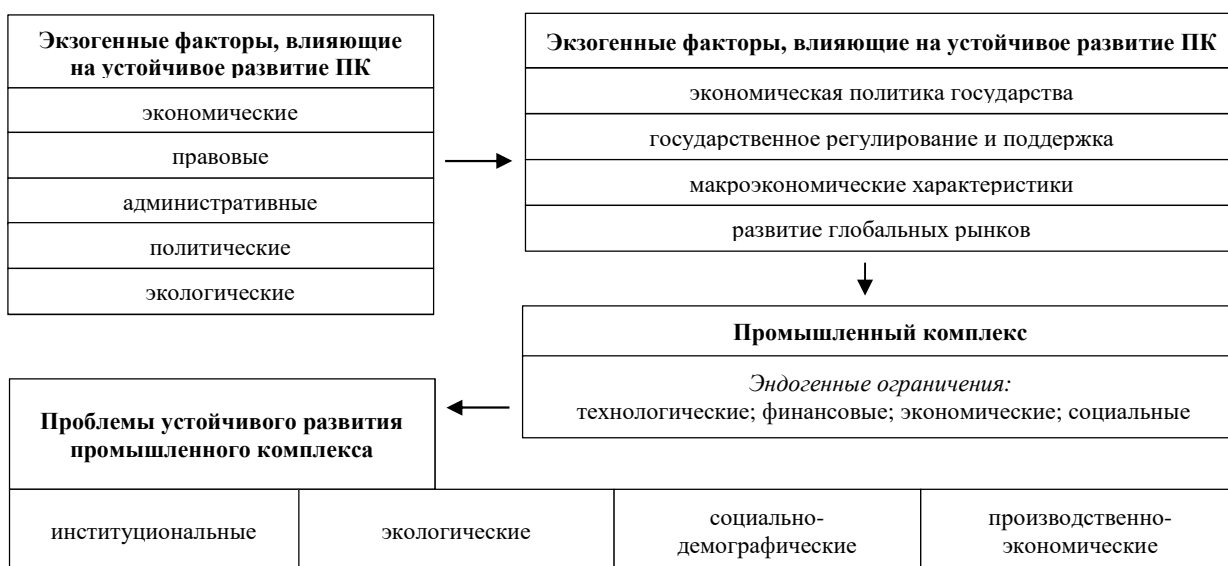 Экзогенные факторы, влияющие
на устойчивое развитие ПК
экономические
правовые
административные
политические
экологические
Экзогенные факторы, влияющие на устойчивое развитие ПК
экономическая политика государства
государственное регулирование и поддержка
макроэкономические характеристики
развитие глобальных рынков
Промышленный комплекс
Эндогенные ограничения:
технологические; финансовые; экономические; социальные
Проблемы устойчивого развития
промышленного комплекса
институциональные
экологические
социально-
демографические
производственно-
экономические